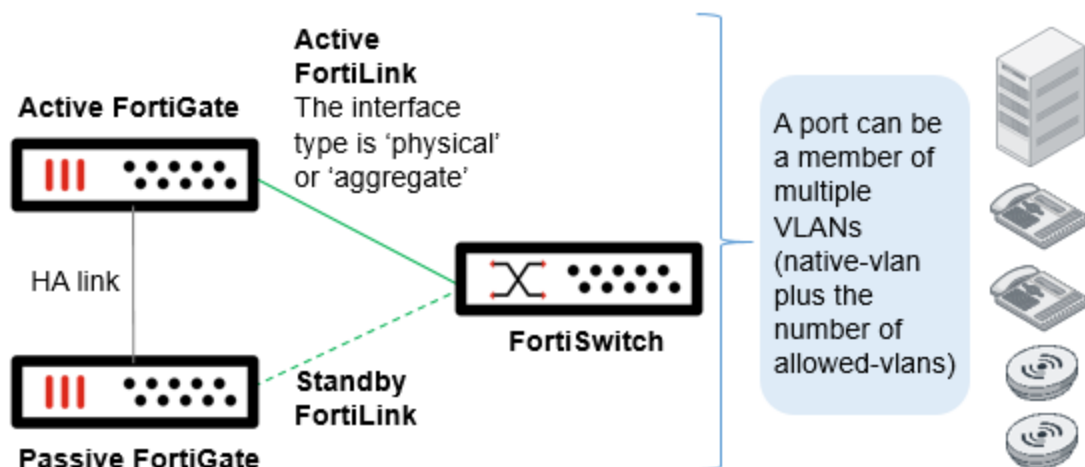 Active
FortiLink
The interface
type is ‘physical’
or ‘aggregate’
Active FortiGate
HA link
FortiSwitch
Standby
FortiLink
Passive FortiGate
A port can be
a member of
multiple
VLANs
(native-vlan
plus the
number of
allowed-vlans)